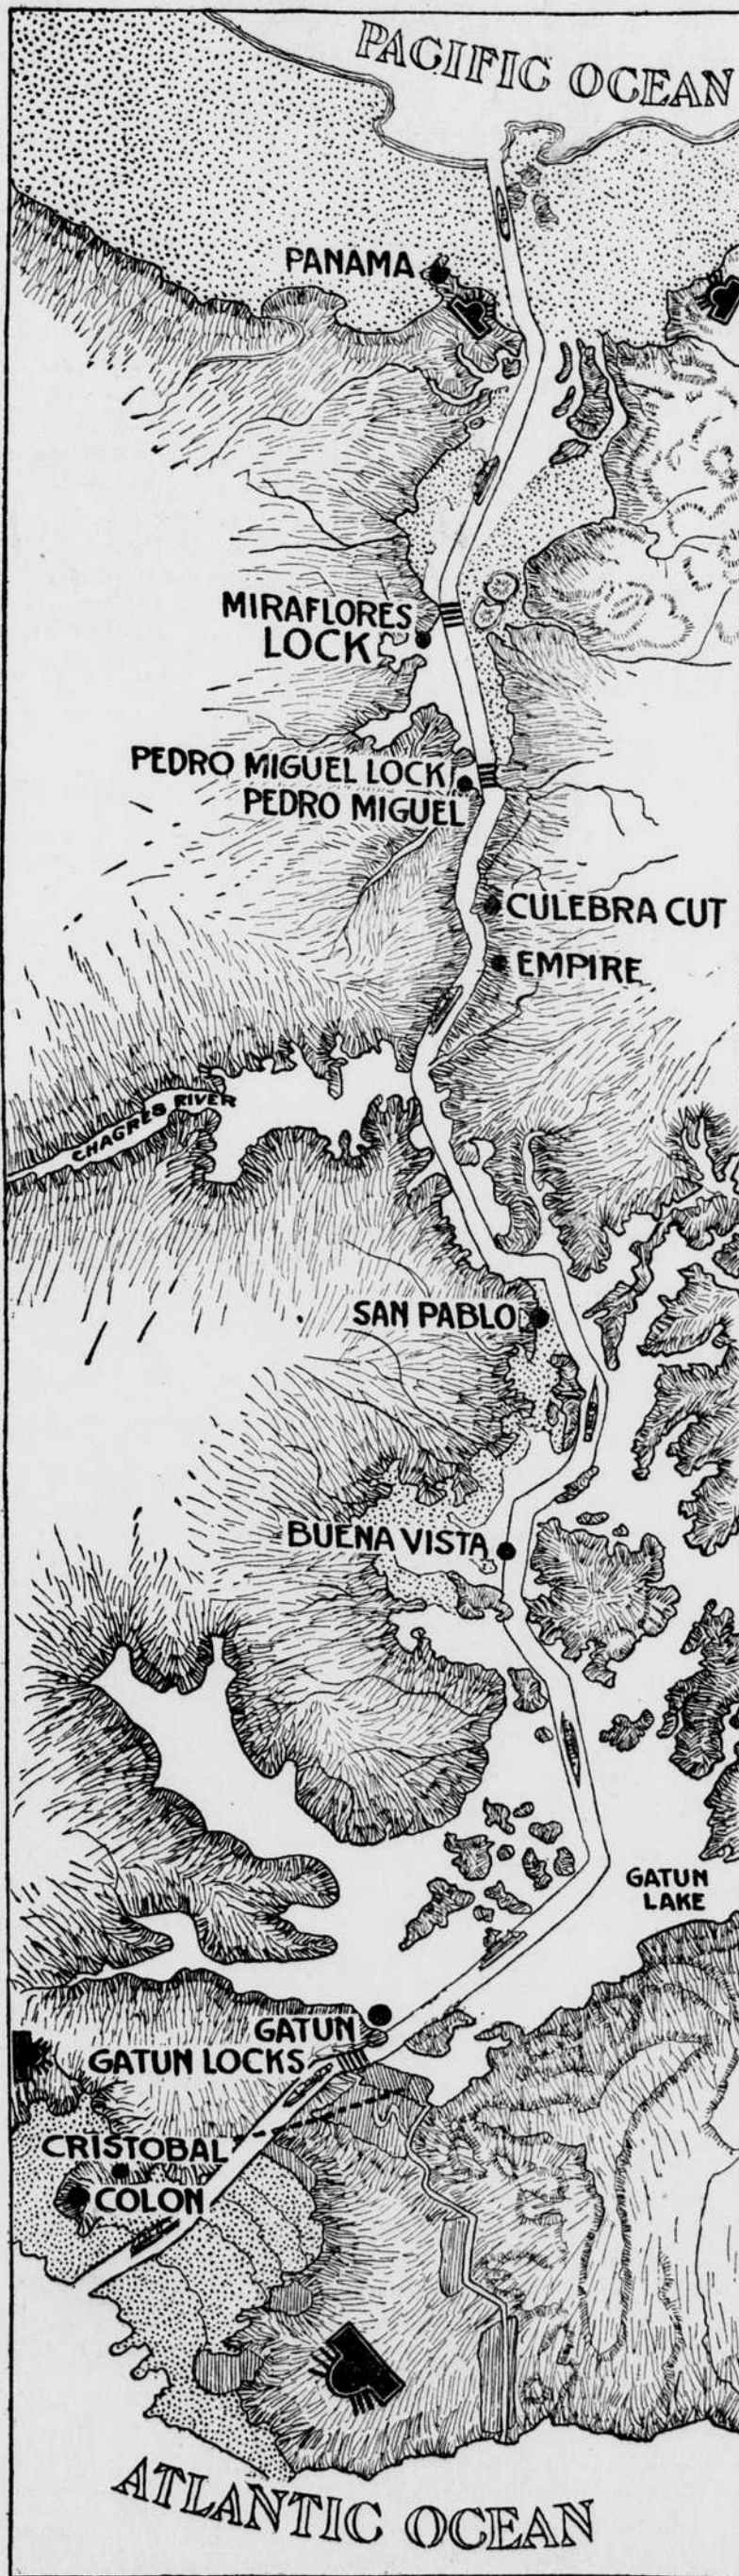 PACIFIC OCEAN
PANAMA
MIRAFLORES
LOCK
PEDRO MIGUEL LOCK
PEDRO MIGUEL
CULEBRA CUT
EMPIRE
CHAGRES RIVER
SAN PABLO
BUENA VISTA
GATUN
LAKE
GATUN
GATUN LOCKS
CRISTOBAL
COLON
ATLANTIC OCEAN